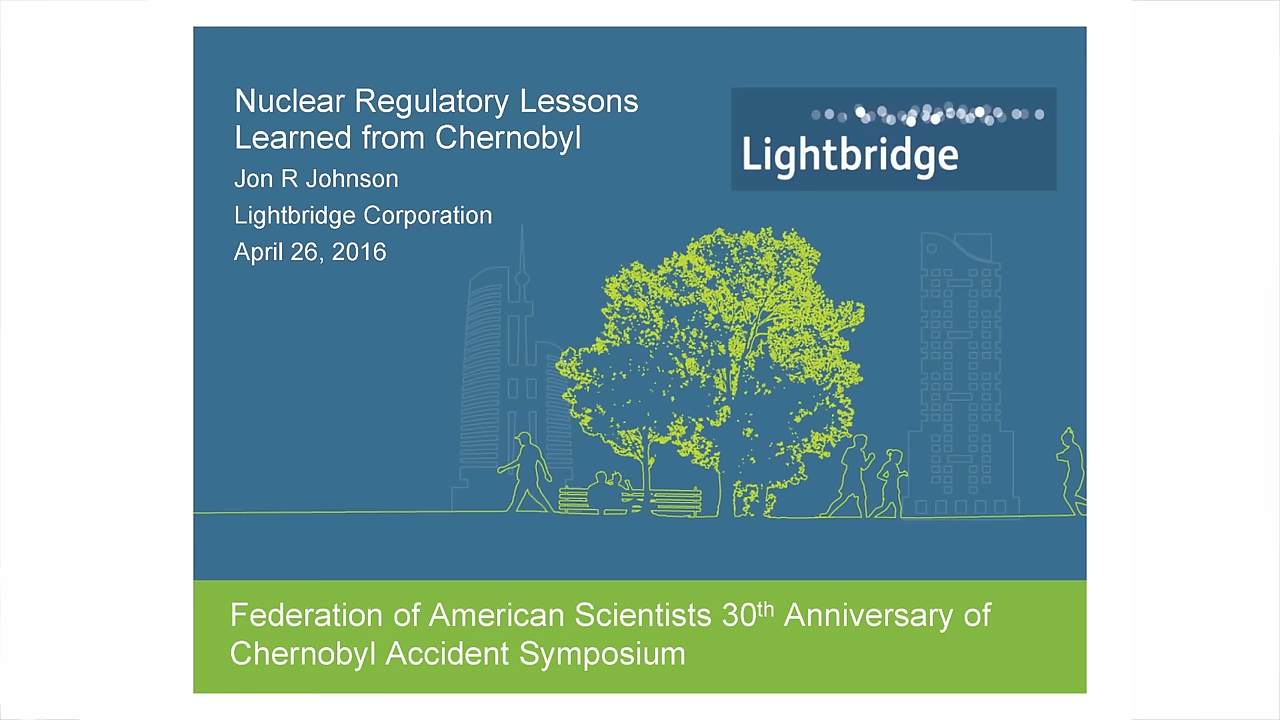 Nuclear Regulatory Lessons
Learned from Chernobyl
Jon R Johnson
Lightbridge Corporation
April 26, 2016
Lightbridge
Federation of American Scientists 30th Anniversary of
Chernobyl Accident Symposium